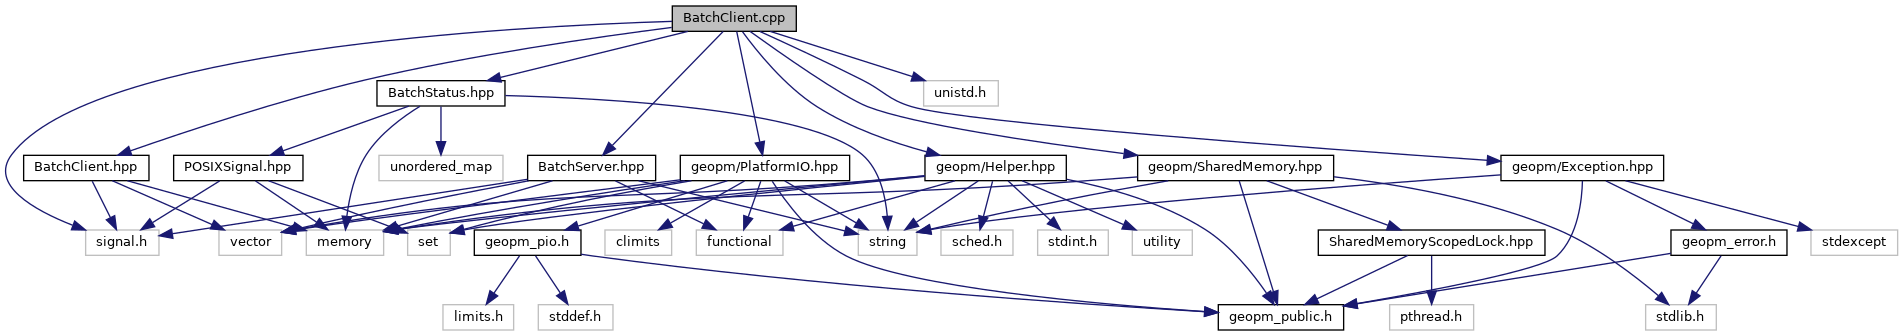 BatchClient.cpp
BatchStatus.hpp
unistd.h
BatchClient.hpp
POSIXSignal.hpp
unordered_map
BatchServer.hpp
geopm/PlatformIO.hpp
geopm/Helper.hpp
geopm/SharedMemory.hpp
geopm/Exception.hpp
signal.h
vector
memory
set
geopm_pio.h
climits
functional
string
sched.h
stdint.h
utility
SharedMemoryScopedLock.hpp
geopm_error.h
stdexcept
limits.h
stddef.h
geopm_public.h
pthread.h
stdlib.h